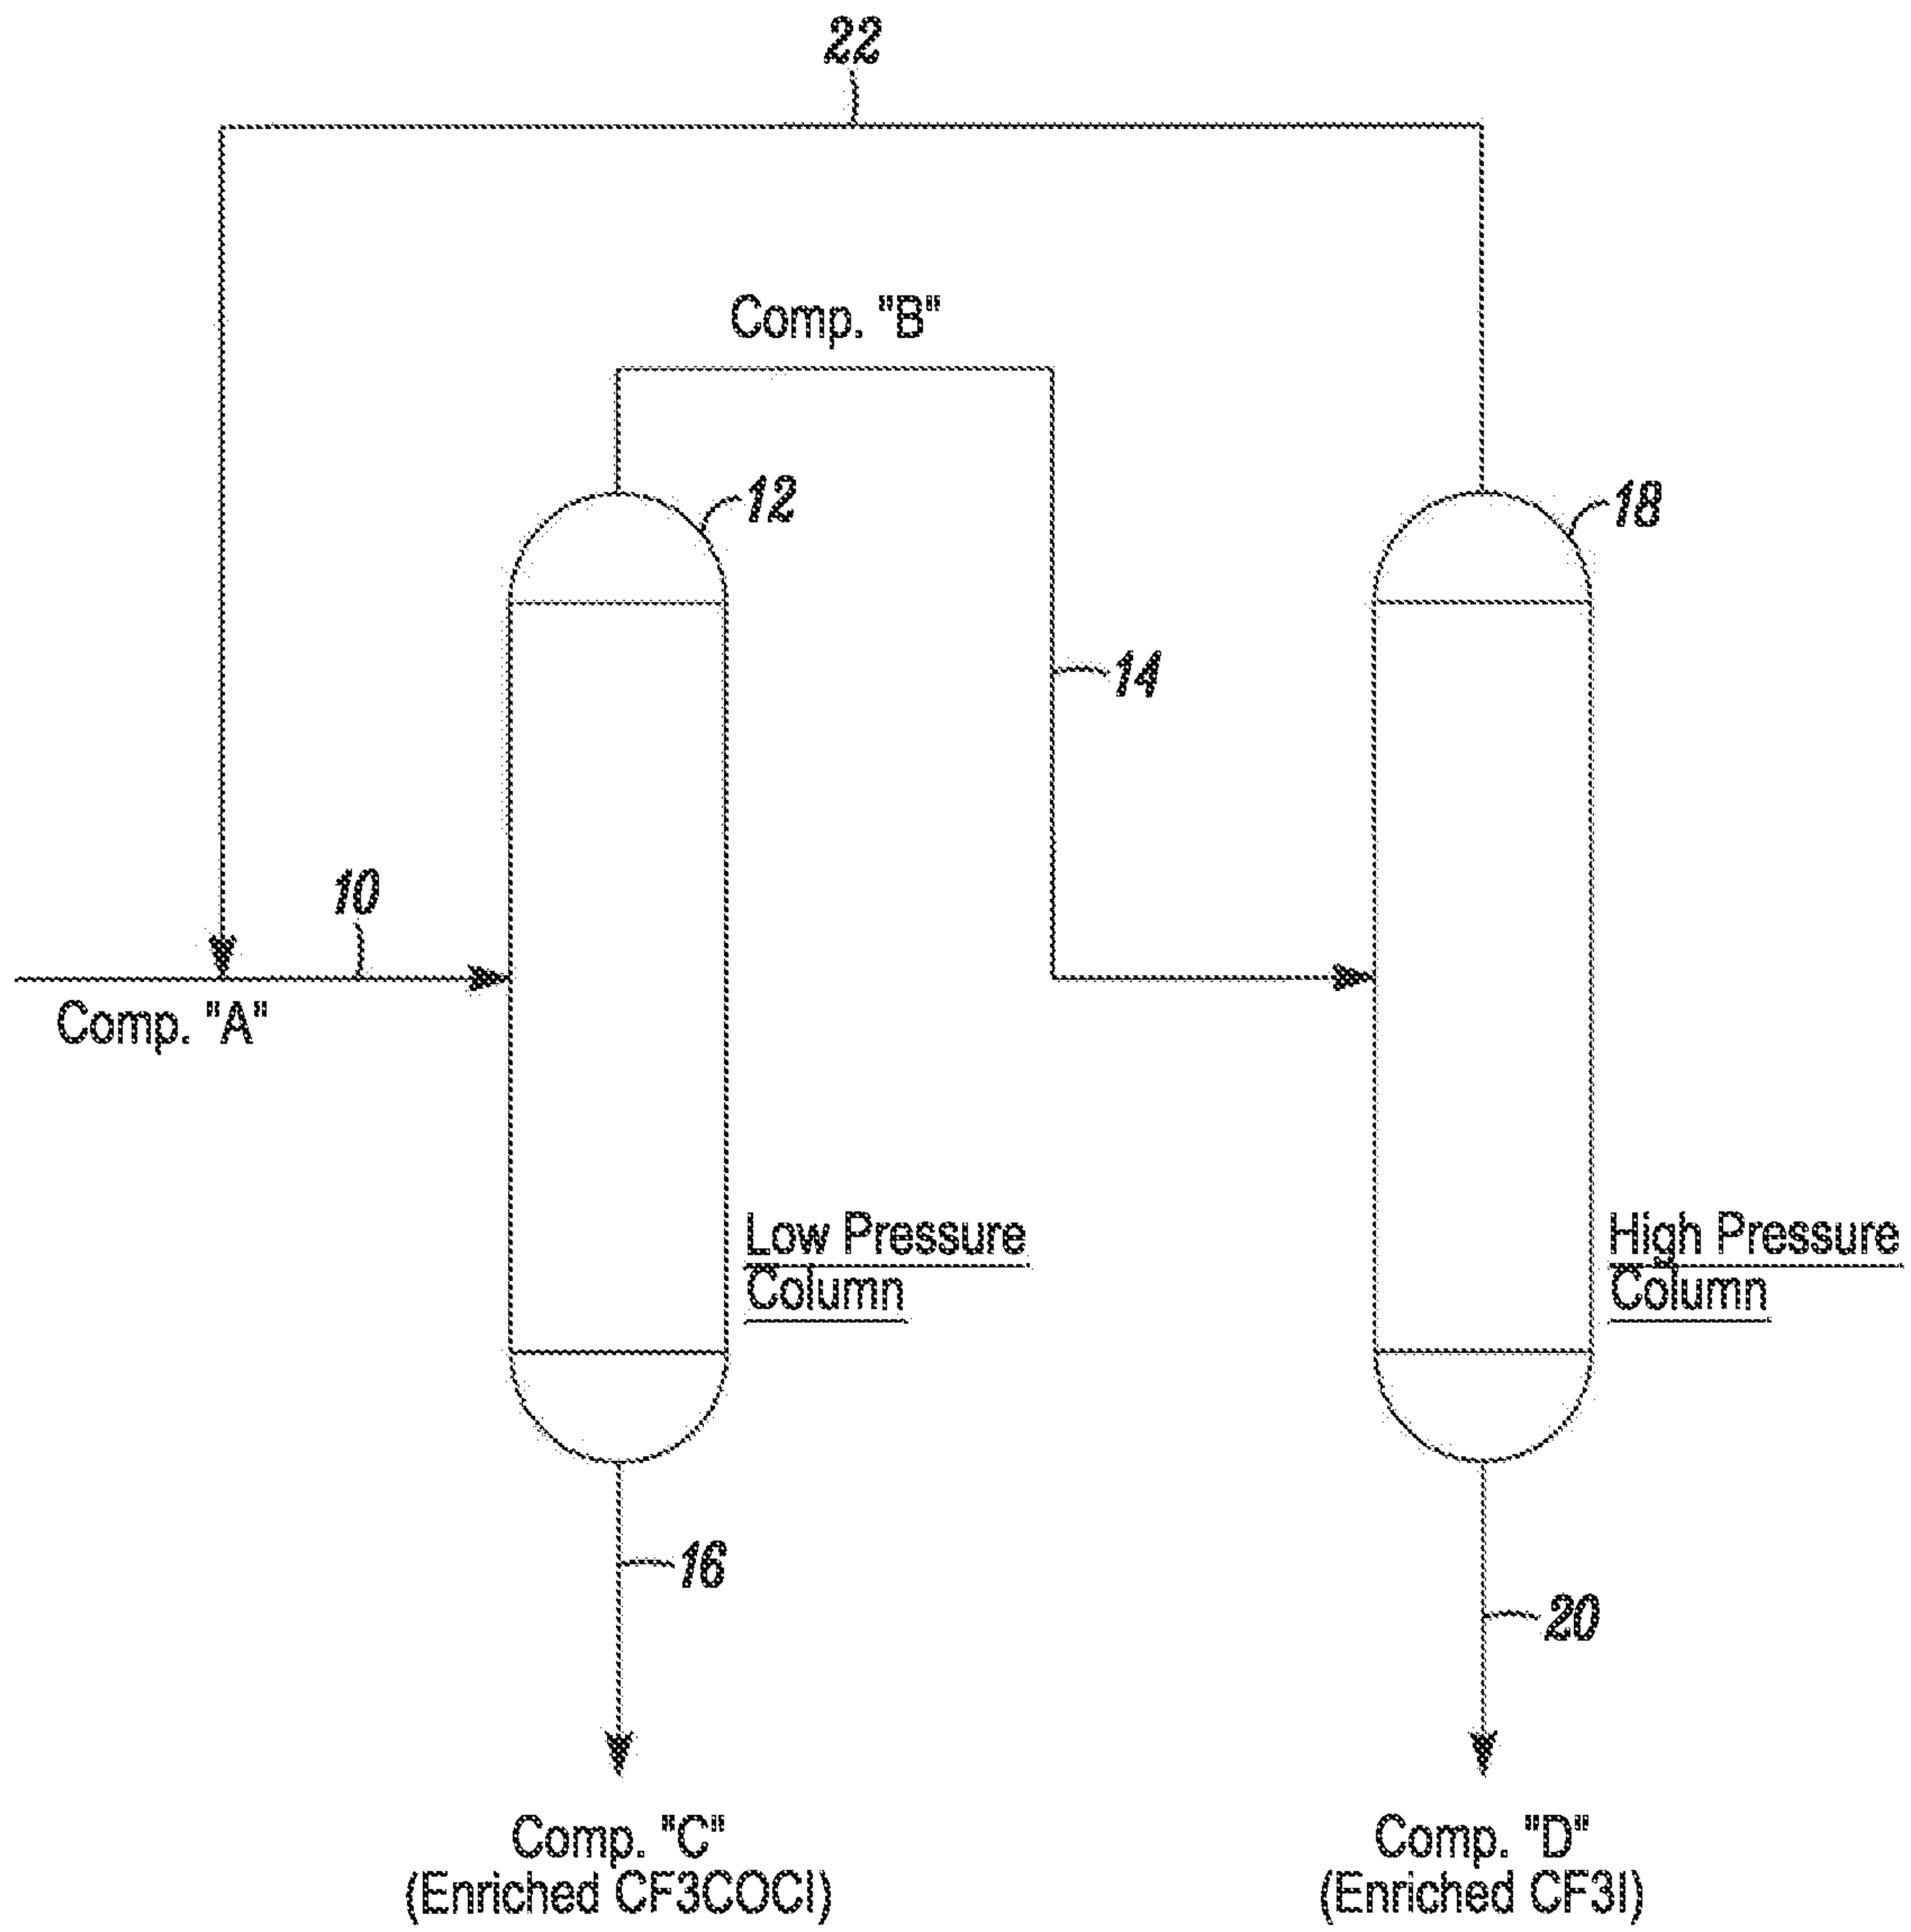 22
Comp. "B"
12
18
14
10
Comp. "A"
Low Pressure
Column
High Pressure
Column
16
20
Comp. "C"
(Enriched CF3COCl)
Comp. "D"
(Enriched CF3I)